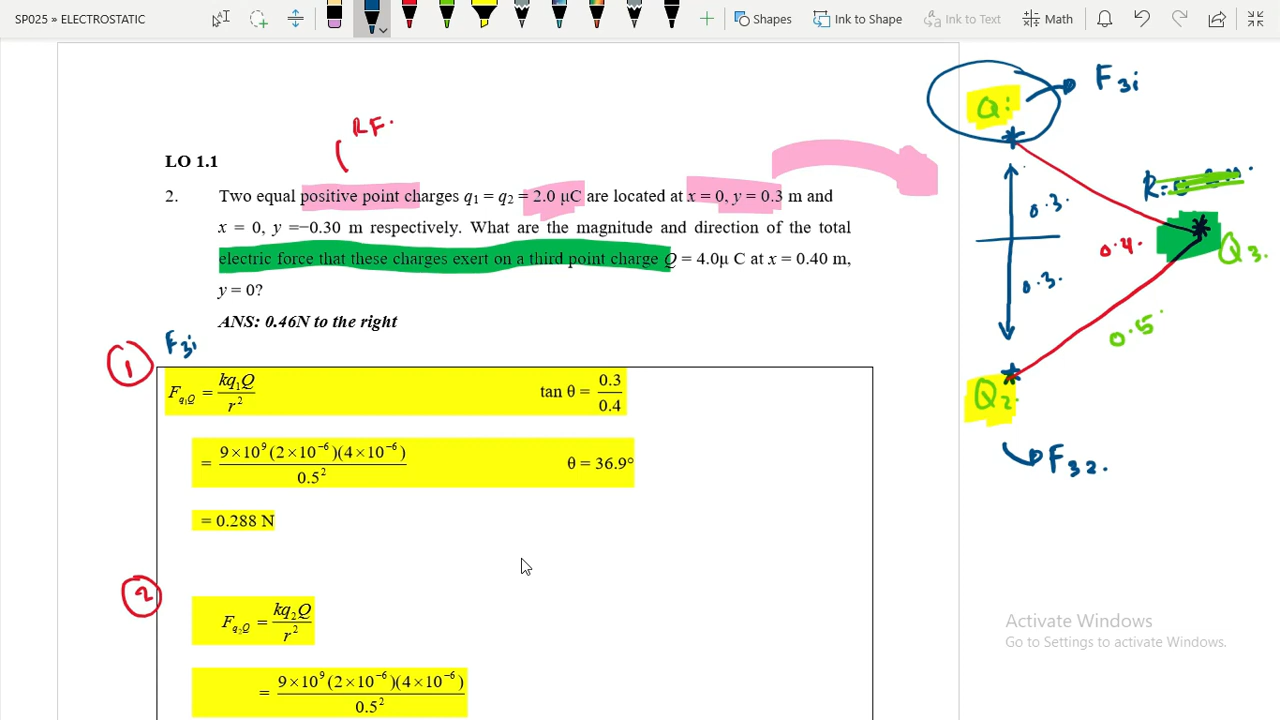 SP025 » ELECTROSTATIC
Shapes
Ink to Shape
Ink to Text
Math
RF.
LO 1.1
2. Two equal positive point charges q₁ = q₂ = 2.0 μC are located at x = 0, y = 0.3 m and
x = 0, y =−0.30 m respectively. What are the magnitude and direction of the total
electric force that these charges exert on a third point charge Q = 4.0μ C at x = 0.40 m,
y = 0?
ANS: 0.46N to the right
1
F₃₁
F_q₁Q = kq₁Q / r²
tan θ = 0.3 / 0.4
= 9×10⁹(2×10⁻⁶)(4×10⁻⁶) / 0.5²
θ = 36.9°
= 0.288 N
2
F_q₂Q = kq₂Q / r²
= 9×10⁹(2×10⁻⁶)(4×10⁻⁶) / 0.5²
F₃₁
0.3.
0.4.
Q₃.
0.3.
0.5
Q₂.
F₃₂.
Activate Windows
Go to Settings to activate Windows.